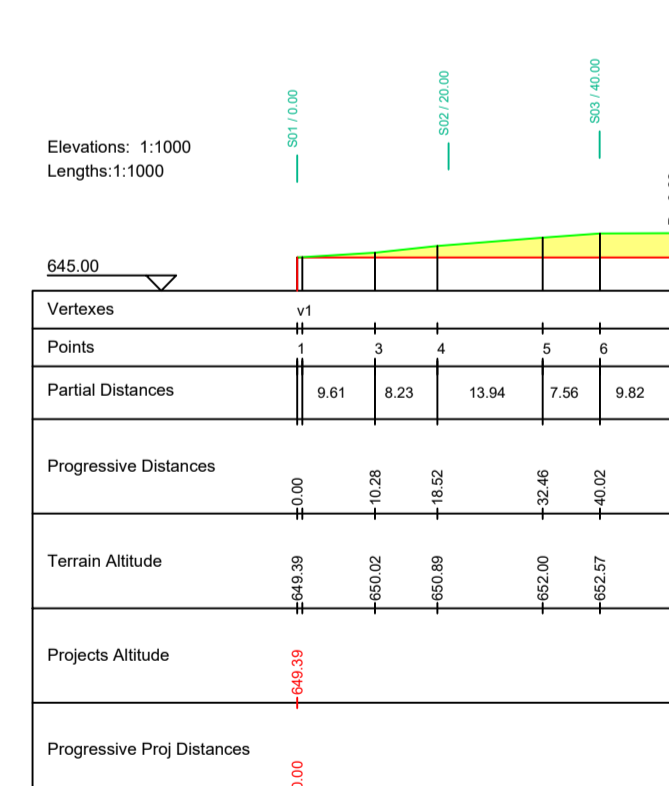 S01 / 0.00
S02 / 20.00
S03 / 40.00
Elevations: 1:1000
Lengths:1:1000
645.00
Vertexes v1
Points 1 3 4 5 6
Partial Distances 9.61 8.23 13.94 7.56 9.82
Progressive Distances 0.00 10.28 18.52 32.46 40.02
Terrain Altitude 649.39 650.02 650.89 652.00 652.57
Projects Altitude 649.39
Progressive Proj Distances 0.00